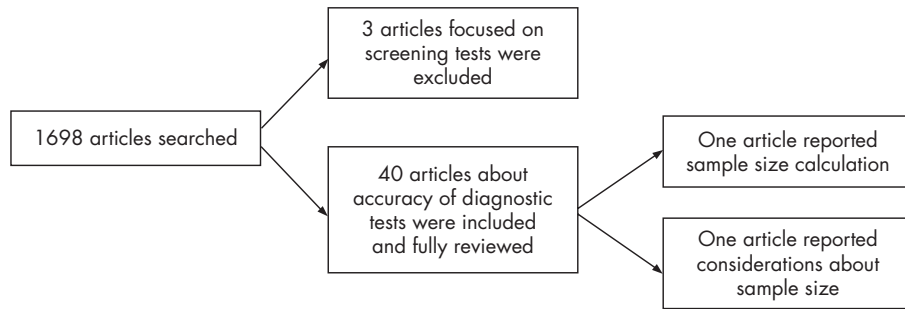 3 articles focused on
screening tests were
excluded
1698 articles searched
40 articles about
accuracy of diagnostic
tests were included
and fully reviewed
One article reported
sample size calculation
One article reported
considerations about
sample size